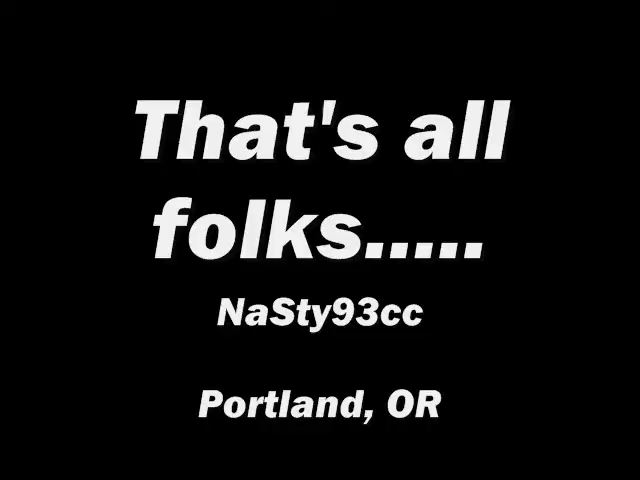 That's all
folks.....
NaSty93cc
Portland, OR